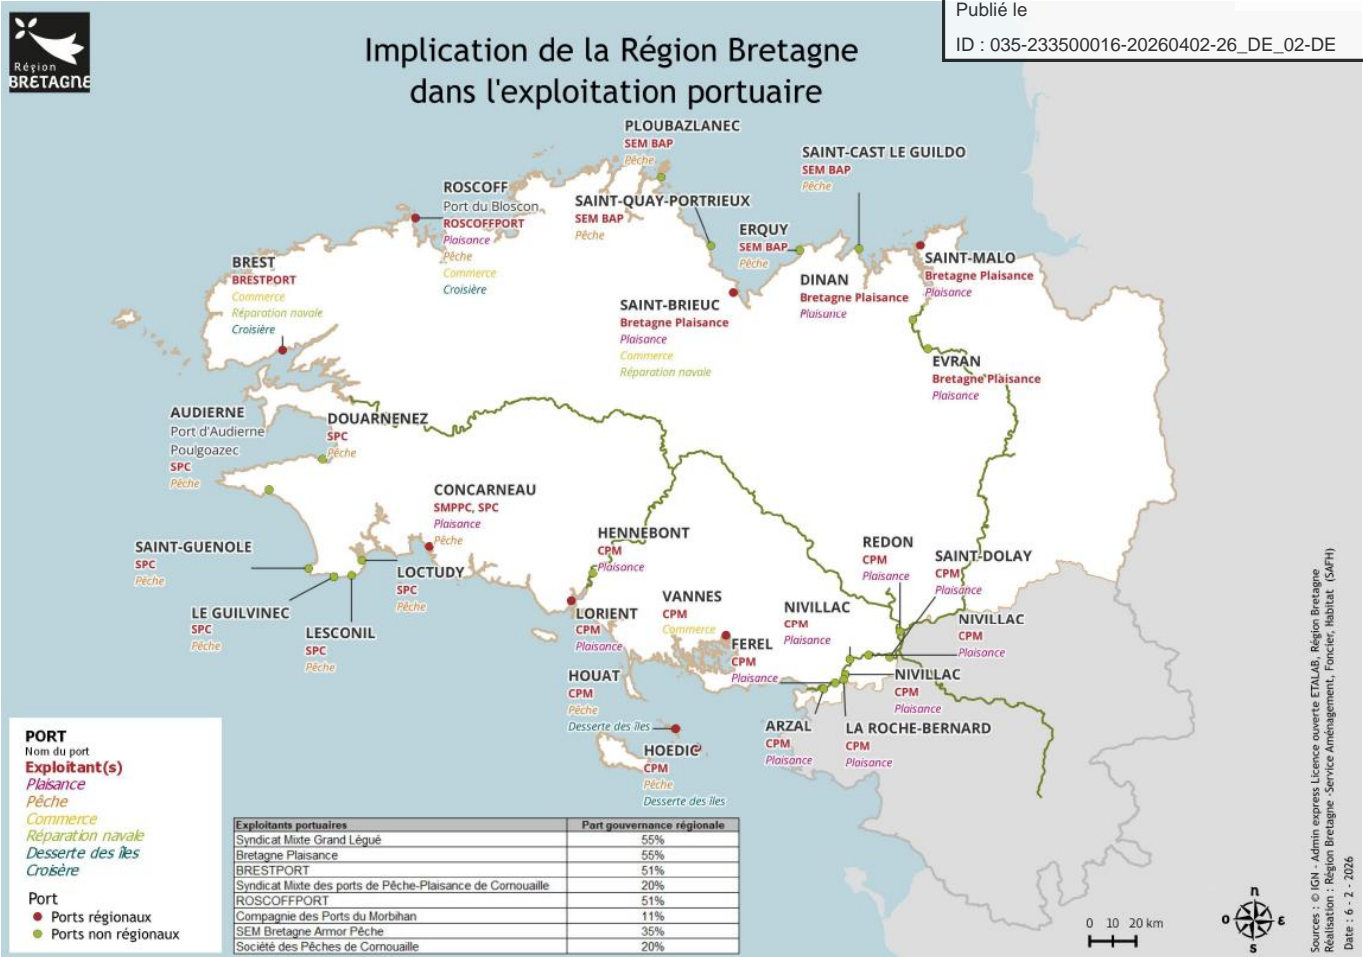 Publié le
ID : 035-233500016-20260402-26_DE_02-DE
Région
BRETAGNE
Implication de la Région Bretagne
dans l'exploitation portuaire
PLOUBAZLANEC
SEM BAP
Pêche
SAINT-CAST LE GUILDO
SEM BAP
Pêche
ROSCOFF
Port du Bloscon
ROSCOFFPORT
Plaisance
Pêche
Commerce
Croisière
SAINT-QUAY-PORTRIEUX
SEM BAP
Pêche
ERQUY
SEM BAP
Pêche
SAINT-MALO
Bretagne Plaisance
Plaisance
BREST
BRESTPORT
Commerce
Réparation navale
Croisière
DINAN
Bretagne Plaisance
Plaisance
SAINT-BRIEUC
Bretagne Plaisance
Plaisance
Commerce
Réparation navale
EVRAN
Bretagne Plaisance
Plaisance
AUDIERNE
Port d'Audierne
Poulgoazec
SPC
Pêche
DOUARNENEZ
SPC
Pêche
CONCARNEAU
SMPPC, SPC
Plaisance
Pêche
HENNEBONT
CPM
Plaisance
REDON
CPM
Plaisance
SAINT-DOLAY
CPM
Plaisance
SAINT-GUENOLE
SPC
Pêche
LOCTUDY
SPC
Pêche
LE GUILVINEC
SPC
Pêche
LESCONIL
SPC
Pêche
LORIENT
CPM
Plaisance
VANNES
CPM
Commerce
NIVILLAC
CPM
Plaisance
NIVILLAC
CPM
Plaisance
FEREL
CPM
Plaisance
HOUAT
CPM
Pêche
Desserte des îles
NIVILLAC
CPM
Plaisance
ARZAL
CPM
Plaisance
LA ROCHE-BERNARD
CPM
Plaisance
HOEDIC
CPM
Pêche
Desserte des îles
PORT
Nom du port
Exploitant(s)
Plaisance
Pêche
Commerce
Réparation navale
Desserte des îles
Croisère
Port
Ports régionaux
Ports non régionaux
Exploitants portuaires Part gouvernance régionale
Syndicat Mixte Grand Légué 55%
Bretagne Plaisance 55%
BRESTPORT 51%
Syndicat Mixte des ports de Pêche-Plaisance de Cornouaille 20%
ROSCOFFPORT 51%
Compagnie des Ports du Morbihan 11%
SEM Bretagne Armor Pêche 35%
Société des Pêches de Cornouaille 20%
0 10 20 km
n
o ε
s
Sources : © IGN - Admin express Licence ouverte ETALAB, Région Bretagne
Réalisation : Région Bretagne -Service Aménagement, Foncier, Habitat (SAFH)
Date : 6 - 2 - 2026